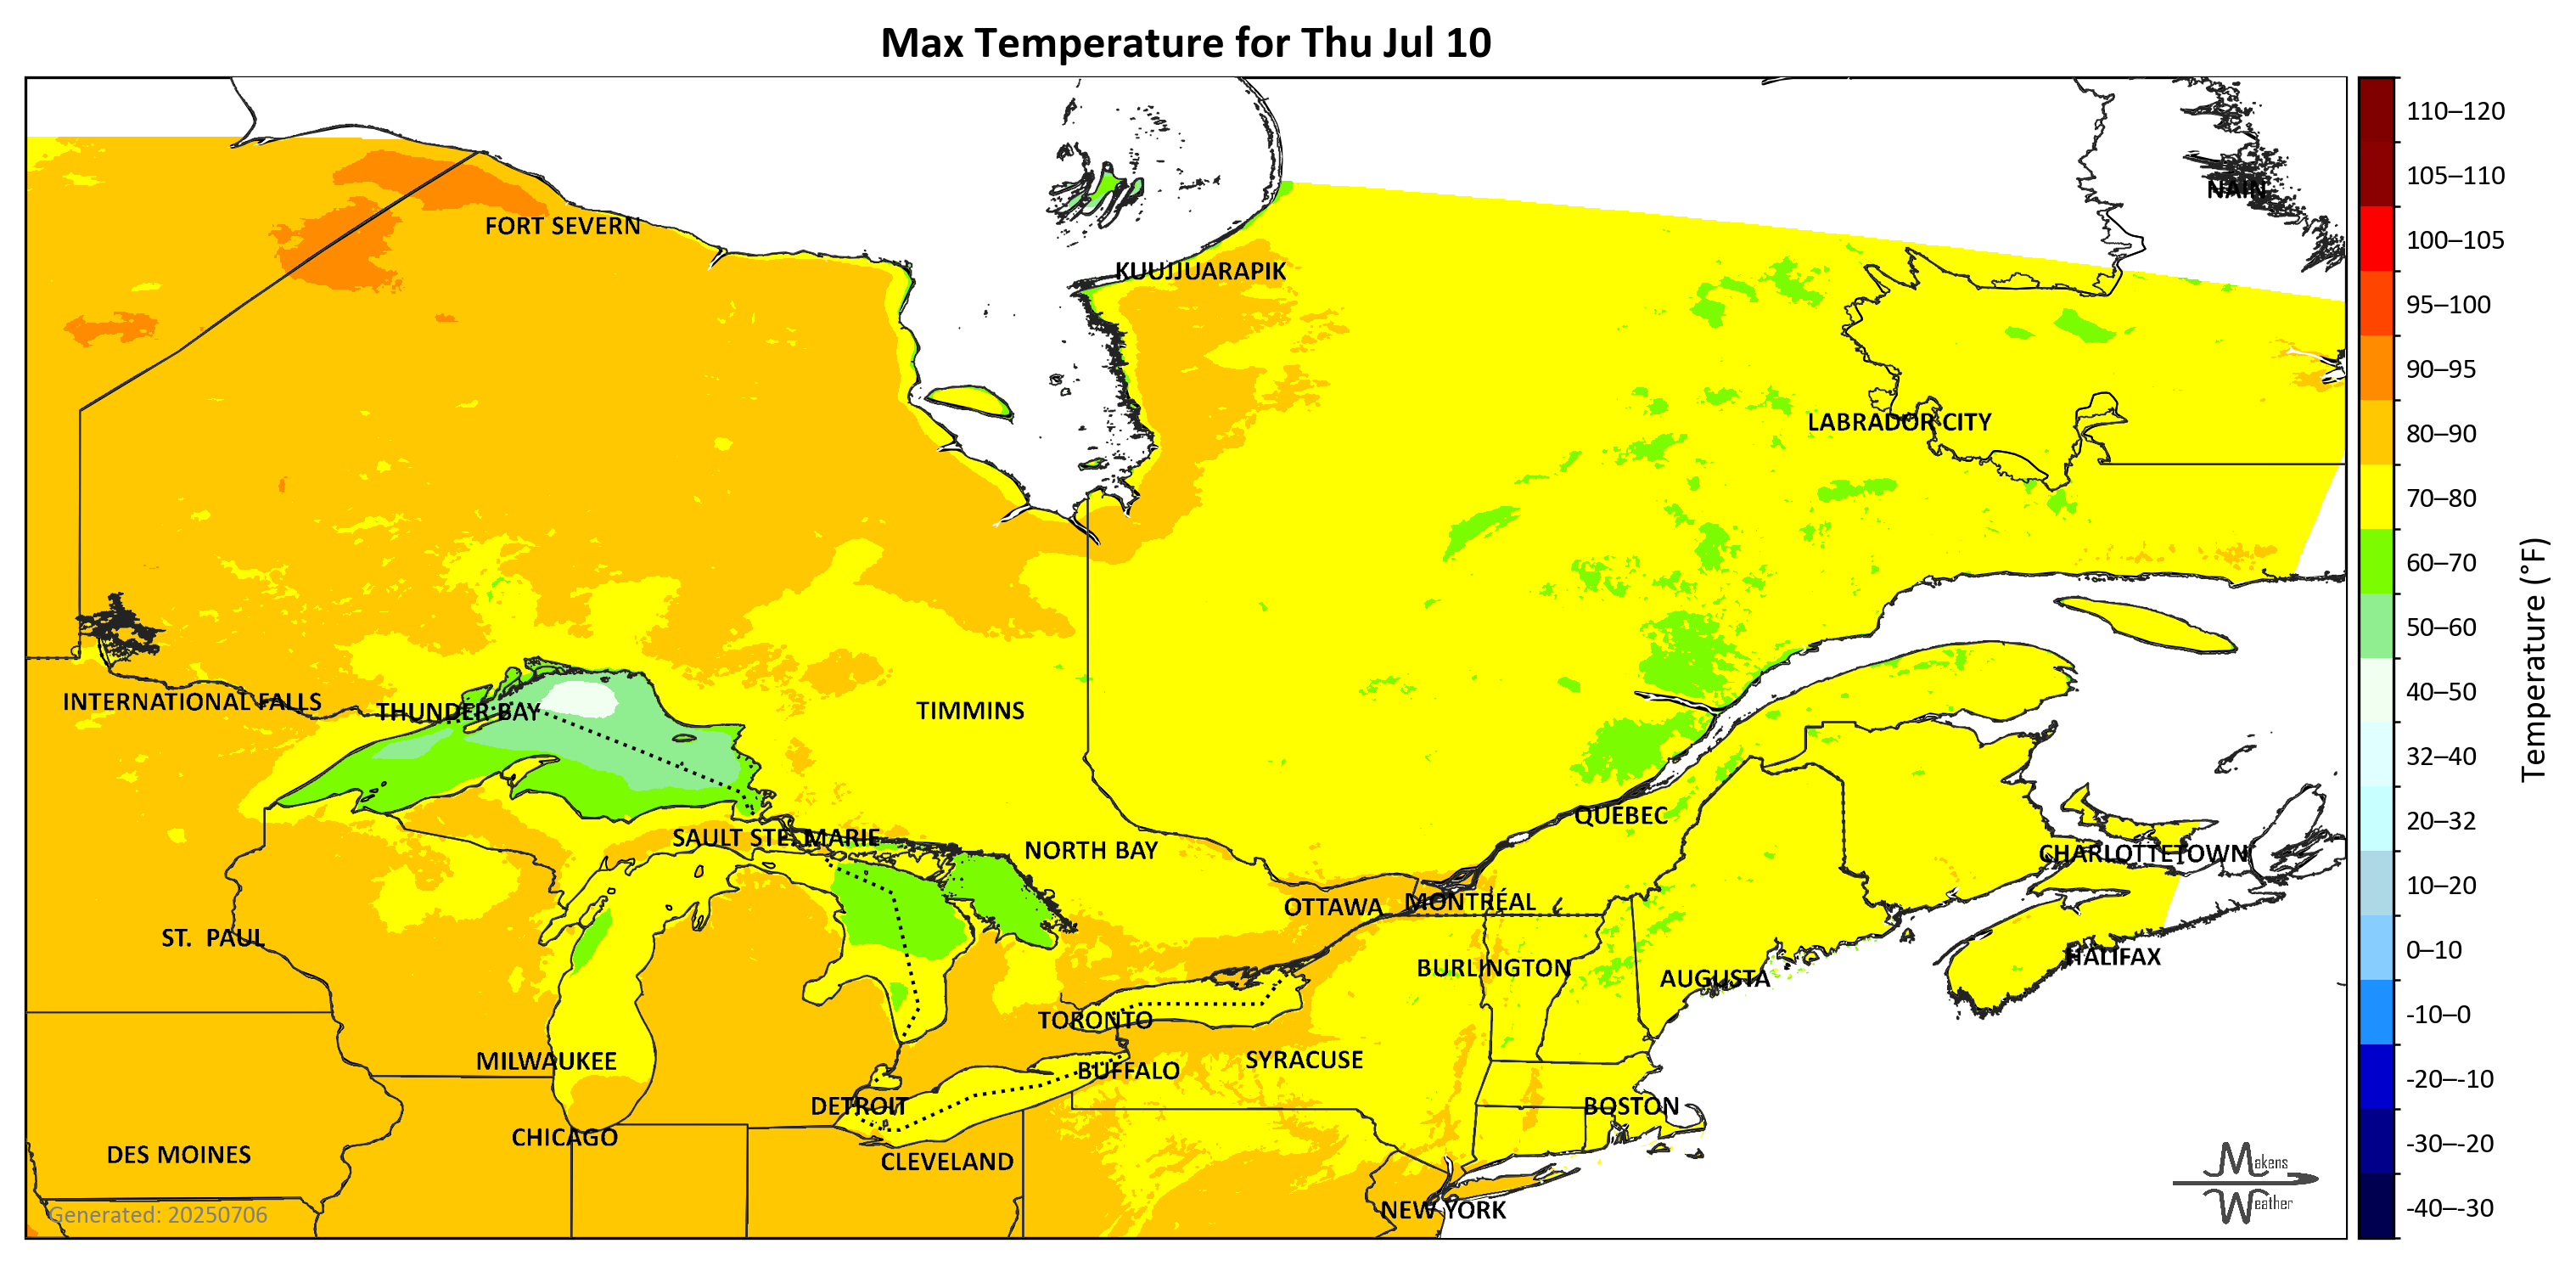 Max Temperature for Thu Jul 10
110–120
105–110
NAIN
FORT SEVERN
100–105
KUUJJUARAPIK
95–100
90–95
LABRADOR CITY
80–90
70–80
60–70
50–60
INTERNATIONAL FALLS
THUNDER BAY
TIMMINS
40–50
32–40
Temperature (°F)
QUÉBEC
20–32
SAULT STE. MARIE
NORTH BAY
CHARLOTTETOWN
10–20
OTTAWA
MONTRÉAL
ST. PAUL
0–10
HALIFAX
BURLINGTON
AUGUSTA
-10–0
TORONTO
MILWAUKEE
SYRACUSE
BUFFALO
-20–-10
DETROIT
BOSTON
CHICAGO
-30–-20
DES MOINES
CLEVELAND
Makens
Weather
NEW YORK
-40–-30
Generated: 20250706